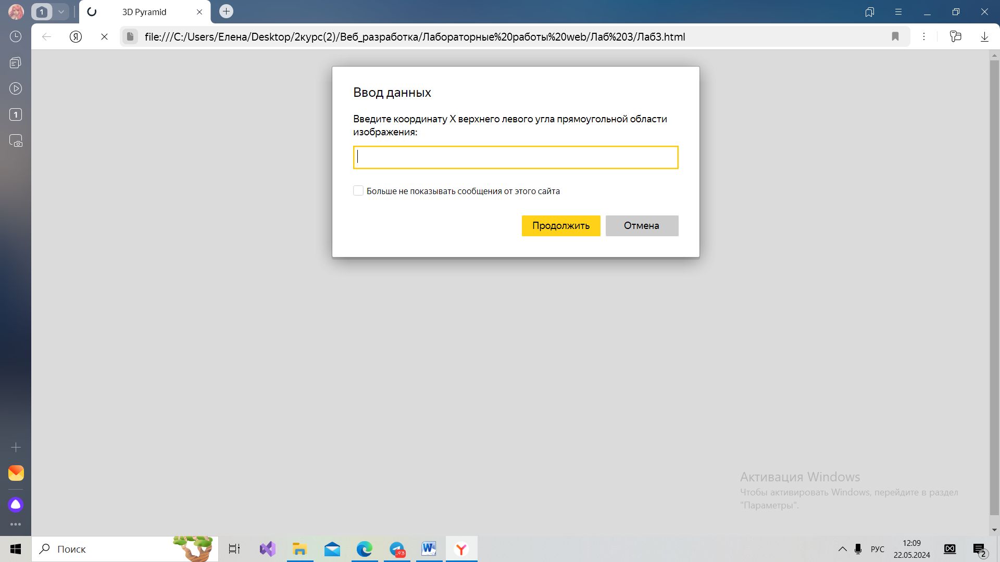 1
3D Pyramid
Я
file:///C:/Users/Елена/Desktop/2курс(2)/Веб_разработка/Лабораторные%20работы%20web/Лаб%203/Лаб3.html
1
Ввод данных
Введите координату X верхнего левого угла прямоугольной области
изображения:
Больше не показывать сообщения от этого сайта
Продолжить
Отмена
Активация Windows
Чтобы активировать Windows, перейдите в раздел
"Параметры".
Поиск
93
W
Y
РУС
12:09
22.05.2024
2